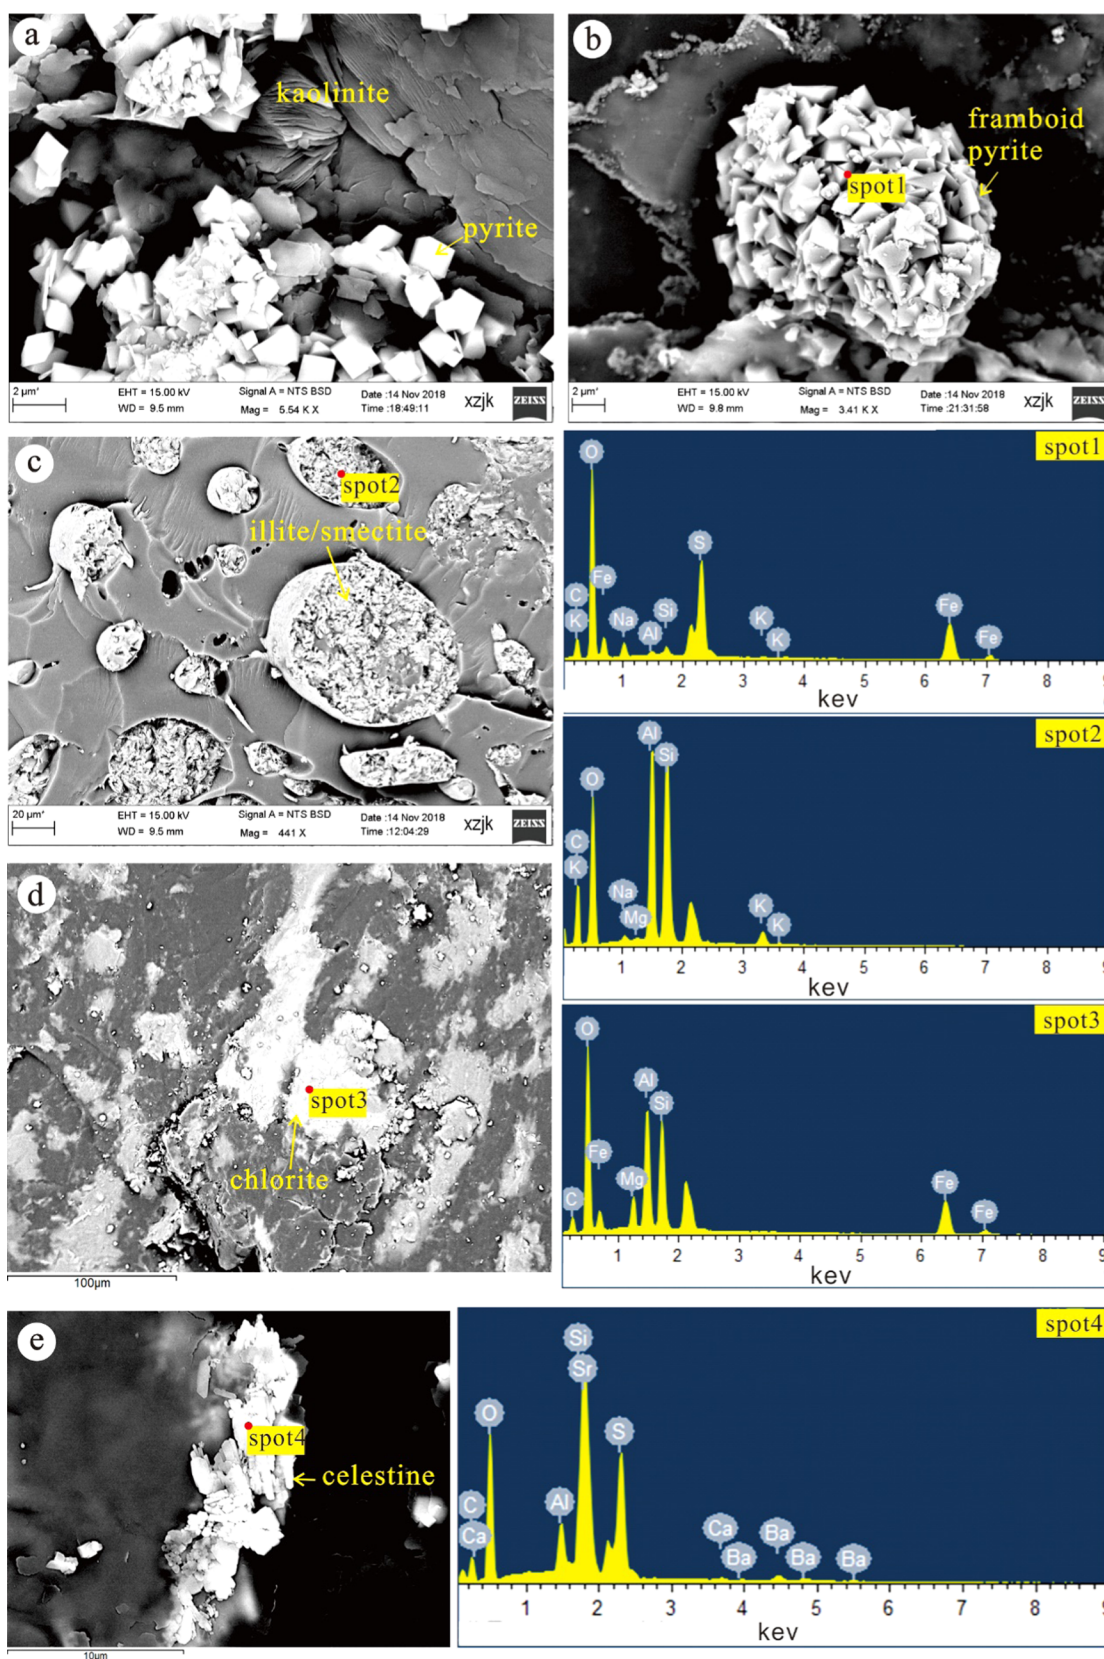 a
kaolinite
pyrite
2 µm*
EHT = 15.00 kV
Signal A = NTS BSD
Date :14 Nov 2018
WD = 9.5 mm
Mag = 5.54 K X
Time :18:49:11
xzjk
ZEISS
b
framboid
pyrite
spot1
2 µm*
EHT = 15.00 kV
Signal A = NTS BSD
Date :14 Nov 2018
WD = 9.8 mm
Mag = 3.41 K X
Time :21:31:58
xzjk
ZEISS
c
spot2
illite/smectite
20 µm*
EHT = 15.00 kV
Signal A = NTS BSD
Date :14 Nov 2018
WD = 9.5 mm
Mag = 441 X
Time :12:04:29
xzjk
ZEISS
spot1
O
S
Fe
C
K
Na
Al
Si
K
K
Fe
Fe
1 2 3 4 5 6 7 8 9
kev
spot2
Al
Si
O
C
K
Na
Mg
K
K
1 2 3 4 5 6 7 8 9
kev
d
spot3
chlorite
100µm
spot3
O
Al
Si
Fe
C
Mg
Fe
Fe
1 2 3 4 5 6 7 8 9
kev
e
spot4
celestine
10µm
spot4
Si
Sr
O
S
C
Ca
Al
Ca
Ba
Ba
Ba
Ba
1 2 3 4 5 6 7 8 9
kev